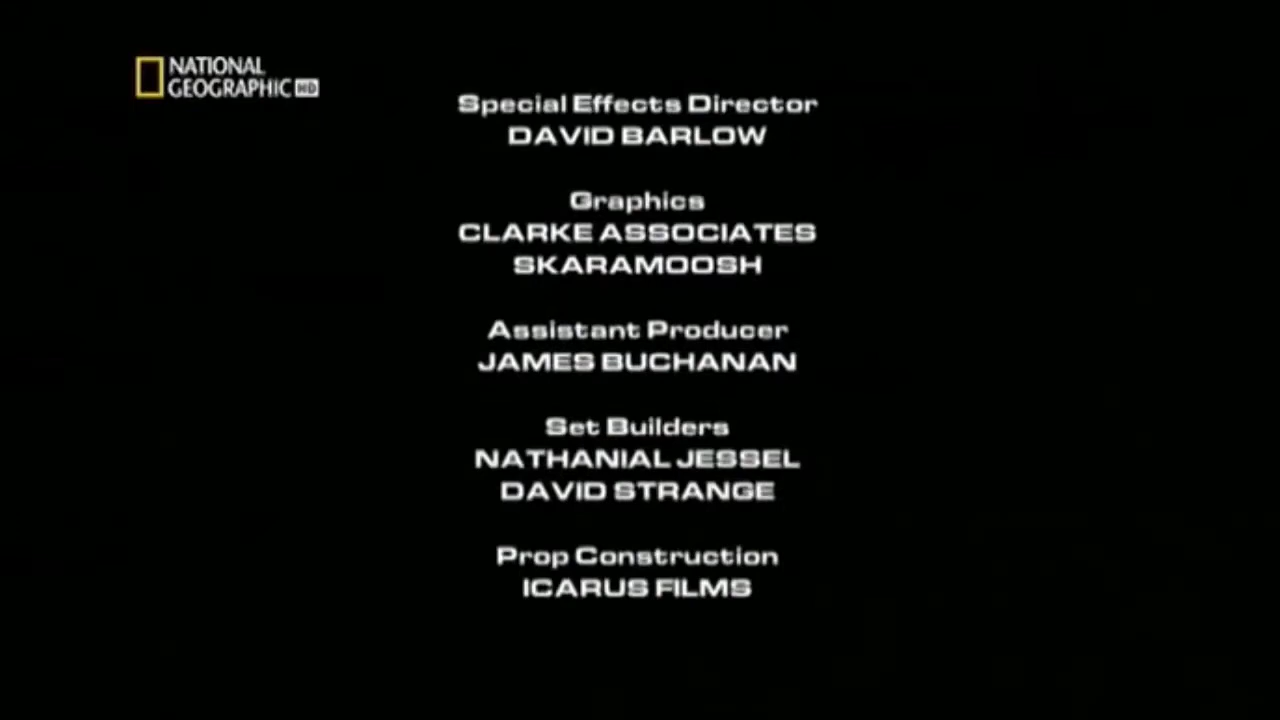 NATIONAL
GEOGRAPHIC HD
Special Effects Director
DAVID BARLOW
Graphics
CLARKE ASSOCIATES
SKARAMOOSH
Assistant Producer
JAMES BUCHANAN
Set Builders
NATHANIAL JESSEL
DAVID STRANGE
Prop Construction
ICARUS FILMS